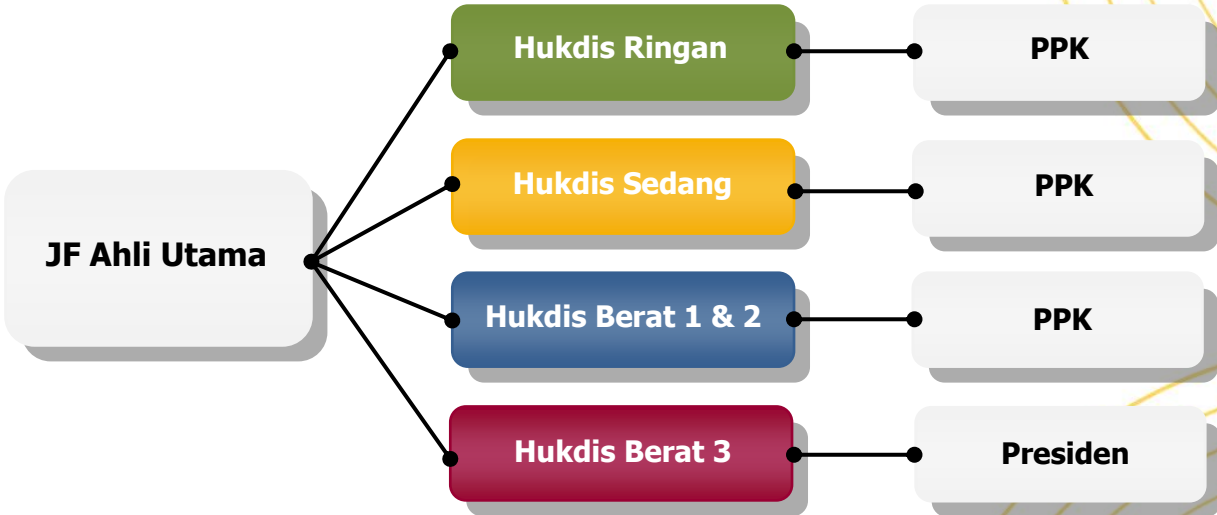 JF Ahli Utama
Hukdis Ringan
PPK
Hukdis Sedang
PPK
Hukdis Berat 1 & 2
PPK
Hukdis Berat 3
Presiden